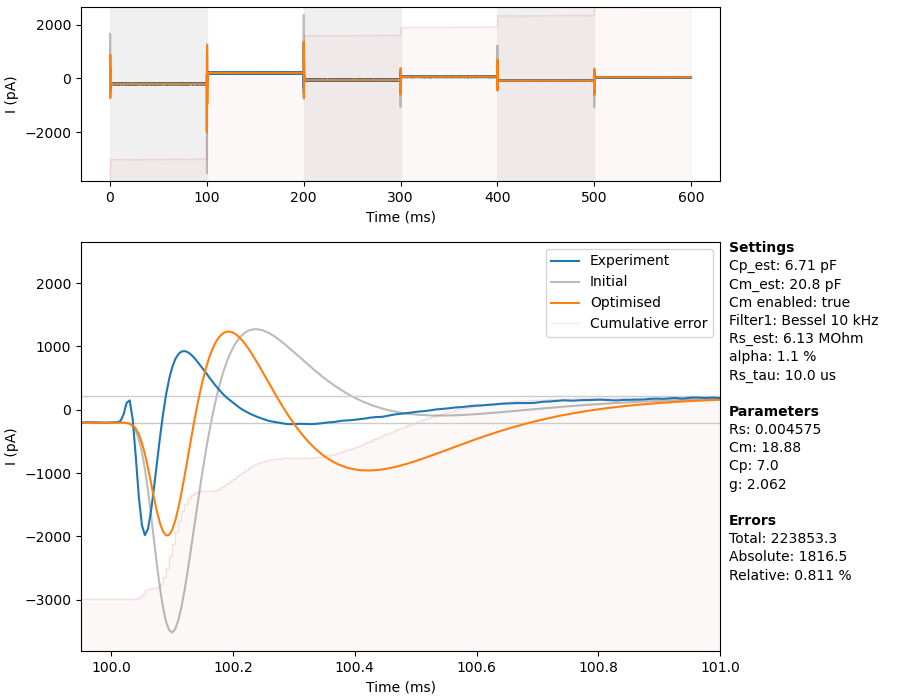 2000
0
−2000
I (pA)
0
100
200
300
400
500
600
Time (ms)
2000
1000
0
−1000
−2000
−3000
I (pA)
100.0
100.2
100.4
100.6
100.8
101.0
Time (ms)
Experiment
Initial
Optimised
Cumulative error
Settings
Cp_est: 6.71 pF
Cm_est: 20.8 pF
Cm enabled: true
Filter1: Bessel 10 kHz
Rs_est: 6.13 MOhm
alpha: 1.1 %
Rs_tau: 10.0 us
Parameters
Rs: 0.004575
Cm: 18.88
Cp: 7.0
g: 2.062
Errors
Total: 223853.3
Absolute: 1816.5
Relative: 0.811 %